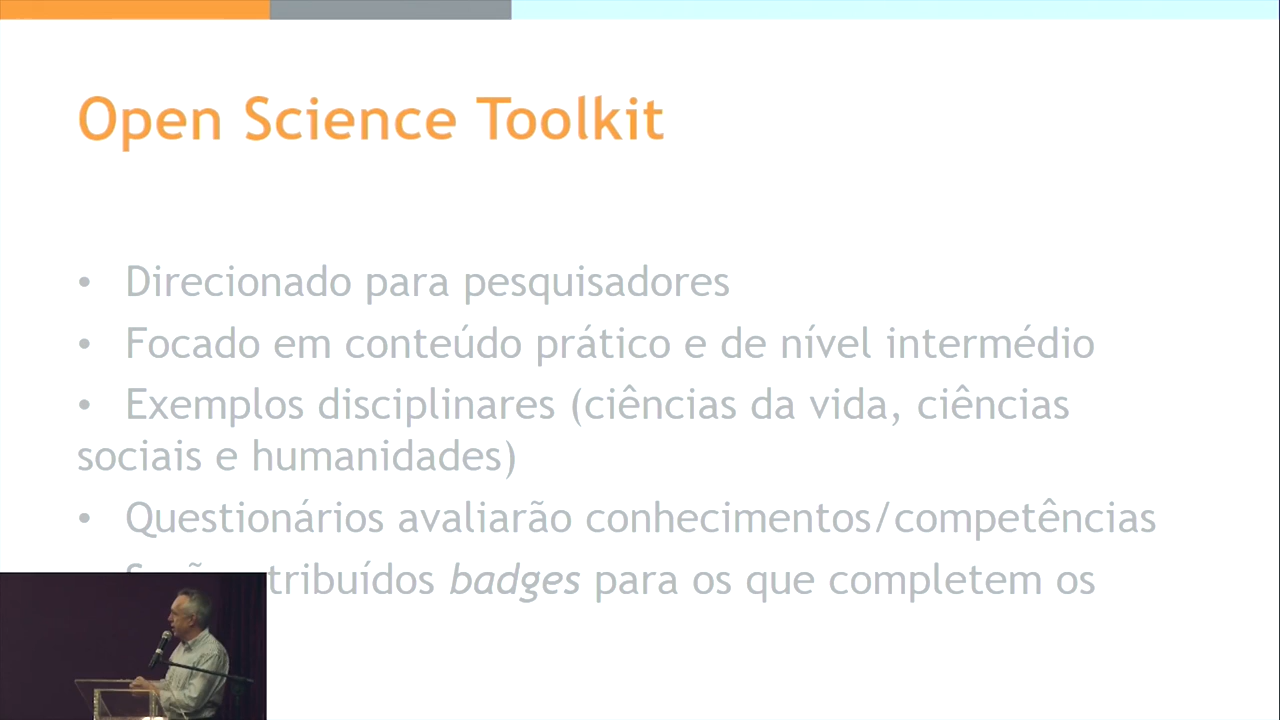 Open Science Toolkit
• Direcionado para pesquisadores
• Focado em conteúdo prático e de nível intermédio
• Exemplos disciplinares (ciências da vida, ciências
sociais e humanidades)
• Questionários avaliarão conhecimentos/competências
tribuídos badges para os que completem os